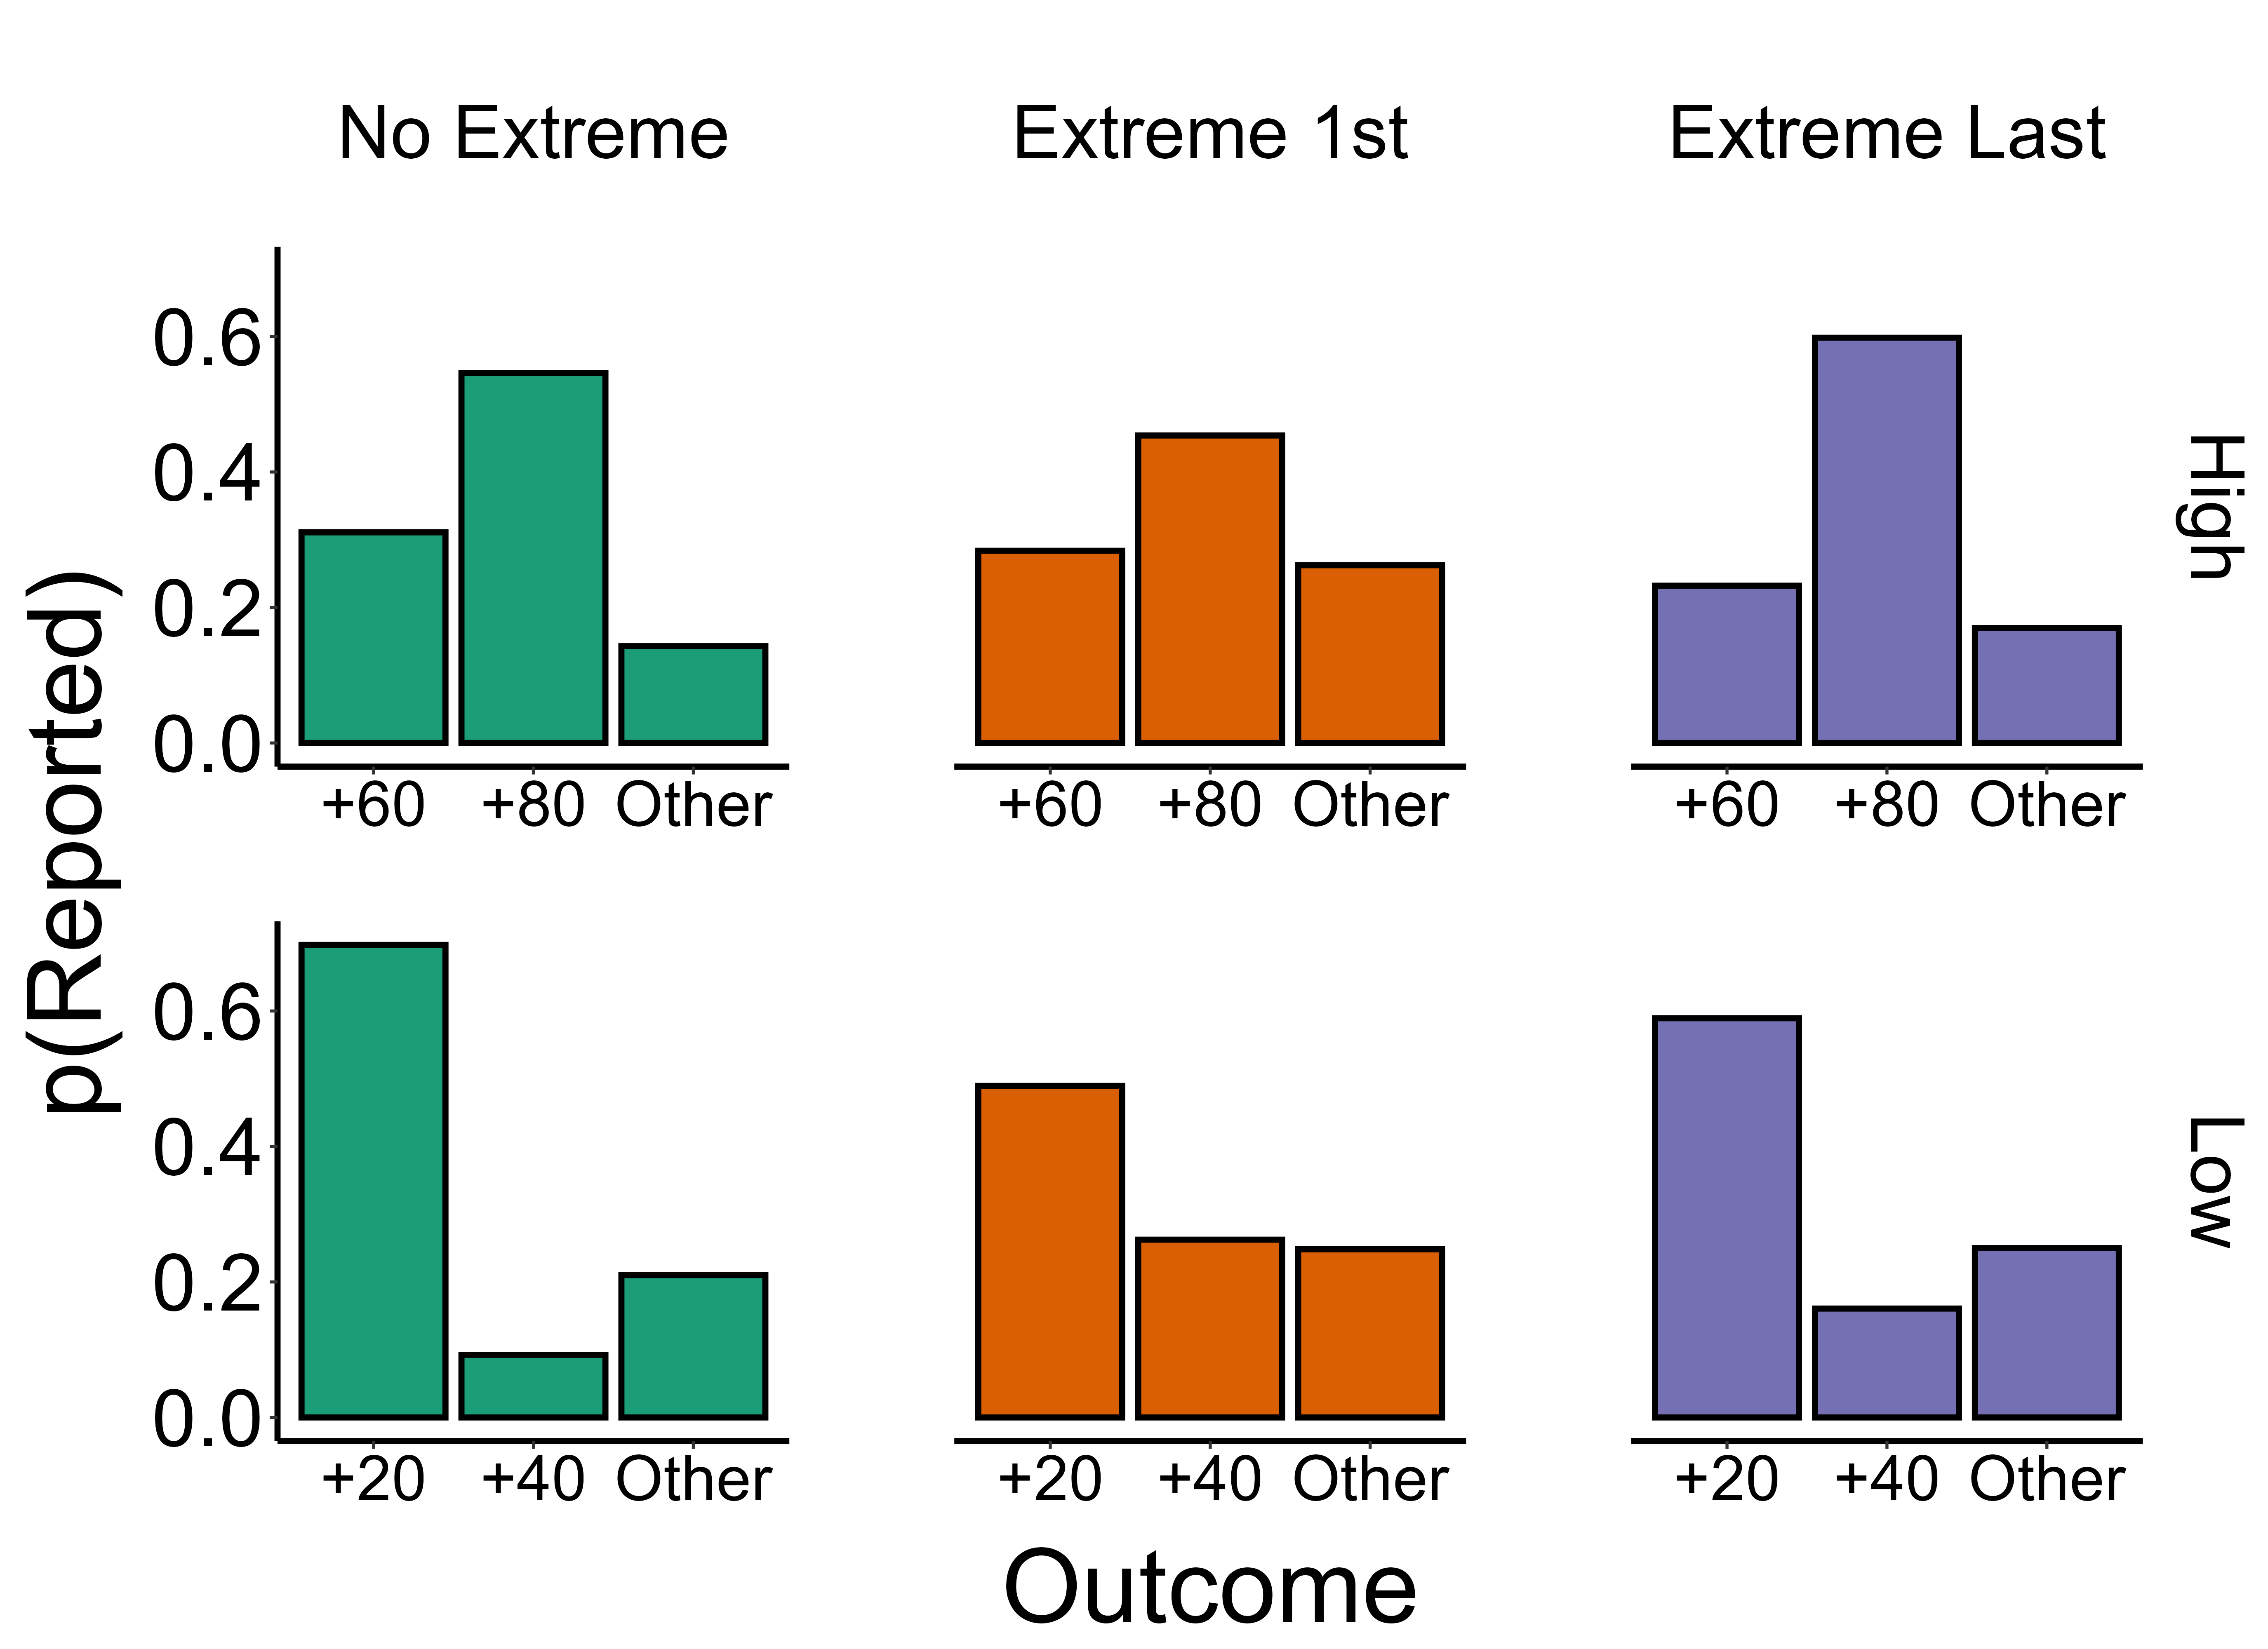 No Extreme
Extreme 1st
Extreme Last
p(Reported)
0.6
0.4
0.2
0.0
+60 +80 Other
+60 +80 Other
+60 +80 Other
High
0.6
0.4
0.2
0.0
+20 +40 Other
+20 +40 Other
+20 +40 Other
Low
Outcome